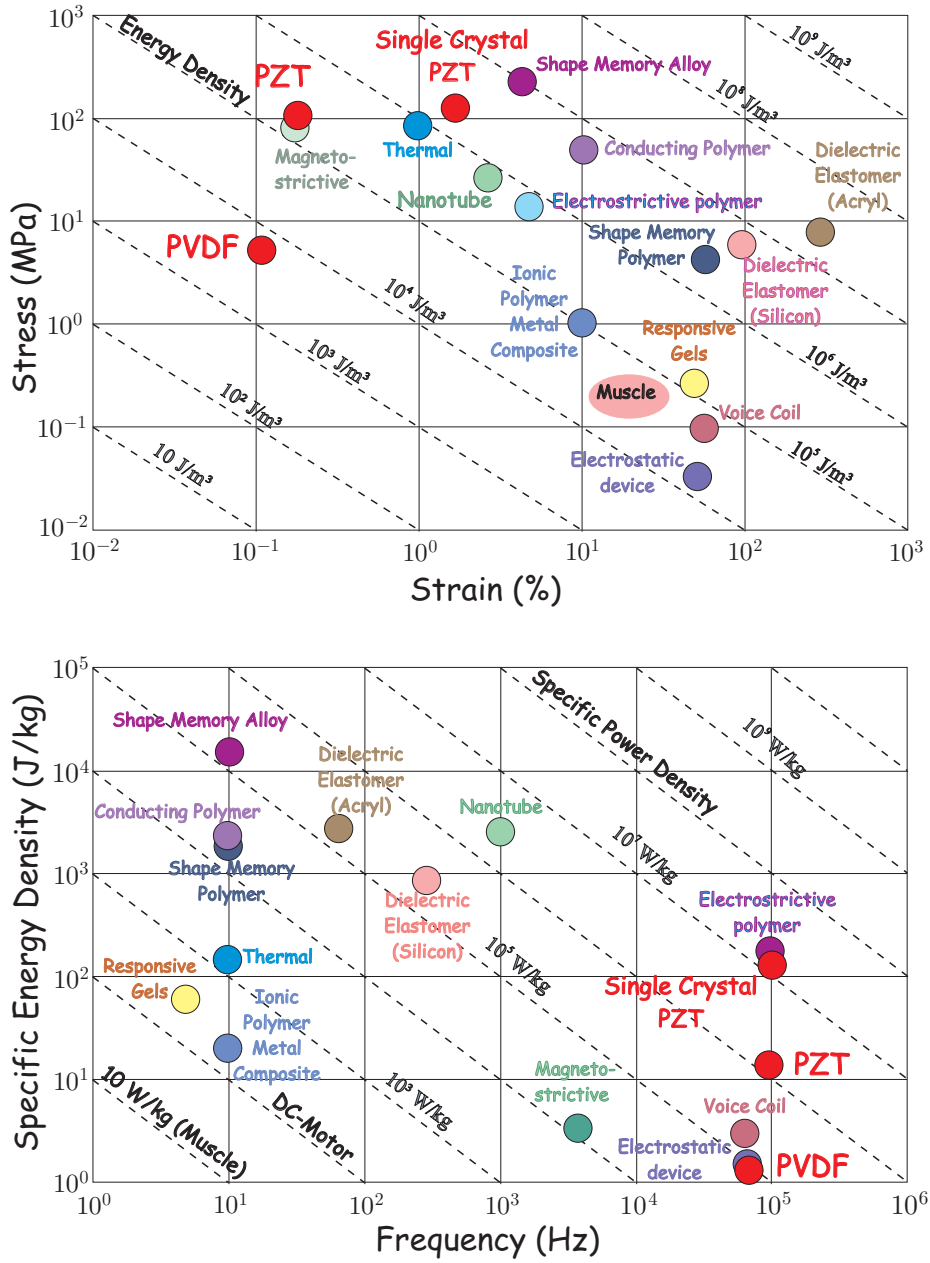 10³
Energy Density
Single Crystal
PZT
10⁹ J/m³
PZT
Shape Memory Alloy
10⁸ J/m³
10²
Magneto-
strictive
Thermal
Conducting Polymer
Dielectric
Elastomer
(Acryl)
Nanotube
Electrostrictive polymer
10¹
PVDF
Shape Memory
Polymer
Dielectric
Elastomer
(Silicon)
Ionic
Polymer
Metal
Composite
10⁴ J/m³
10⁰
Responsive
Gels
10³ J/m³
10⁶ J/m³
Muscle
10² J/m³
Voice Coil
10⁻¹
10 J/m³
Electrostatic
device
10⁵ J/m³
10⁻²
Stress (MPa)
10⁻² 10⁻¹ 10⁰ 10¹ 10² 10³
Strain (%)
10⁵
Specific Power Density
Shape Memory Alloy
10⁹ W/kg
Dielectric
Elastomer
(Acryl)
10⁴
Conducting Polymer
Nanotube
Shape Memory
Polymer
10⁷ W/kg
10³
Dielectric
Elastomer
(Silicon)
Electrostrictive
polymer
Thermal
Responsive
Gels
10⁵ W/kg
Single Crystal
PZT
10²
Ionic
Polymer
Metal
Composite
PZT
10¹
10 W/kg (Muscle)
DC-Motor
10³ W/kg
Magneto-
strictive
Voice Coil
Electrostatic
device
PVDF
10⁰
Specific Energy Density (J/kg)
10⁰ 10¹ 10² 10³ 10⁴ 10⁵ 10⁶
Frequency (Hz)